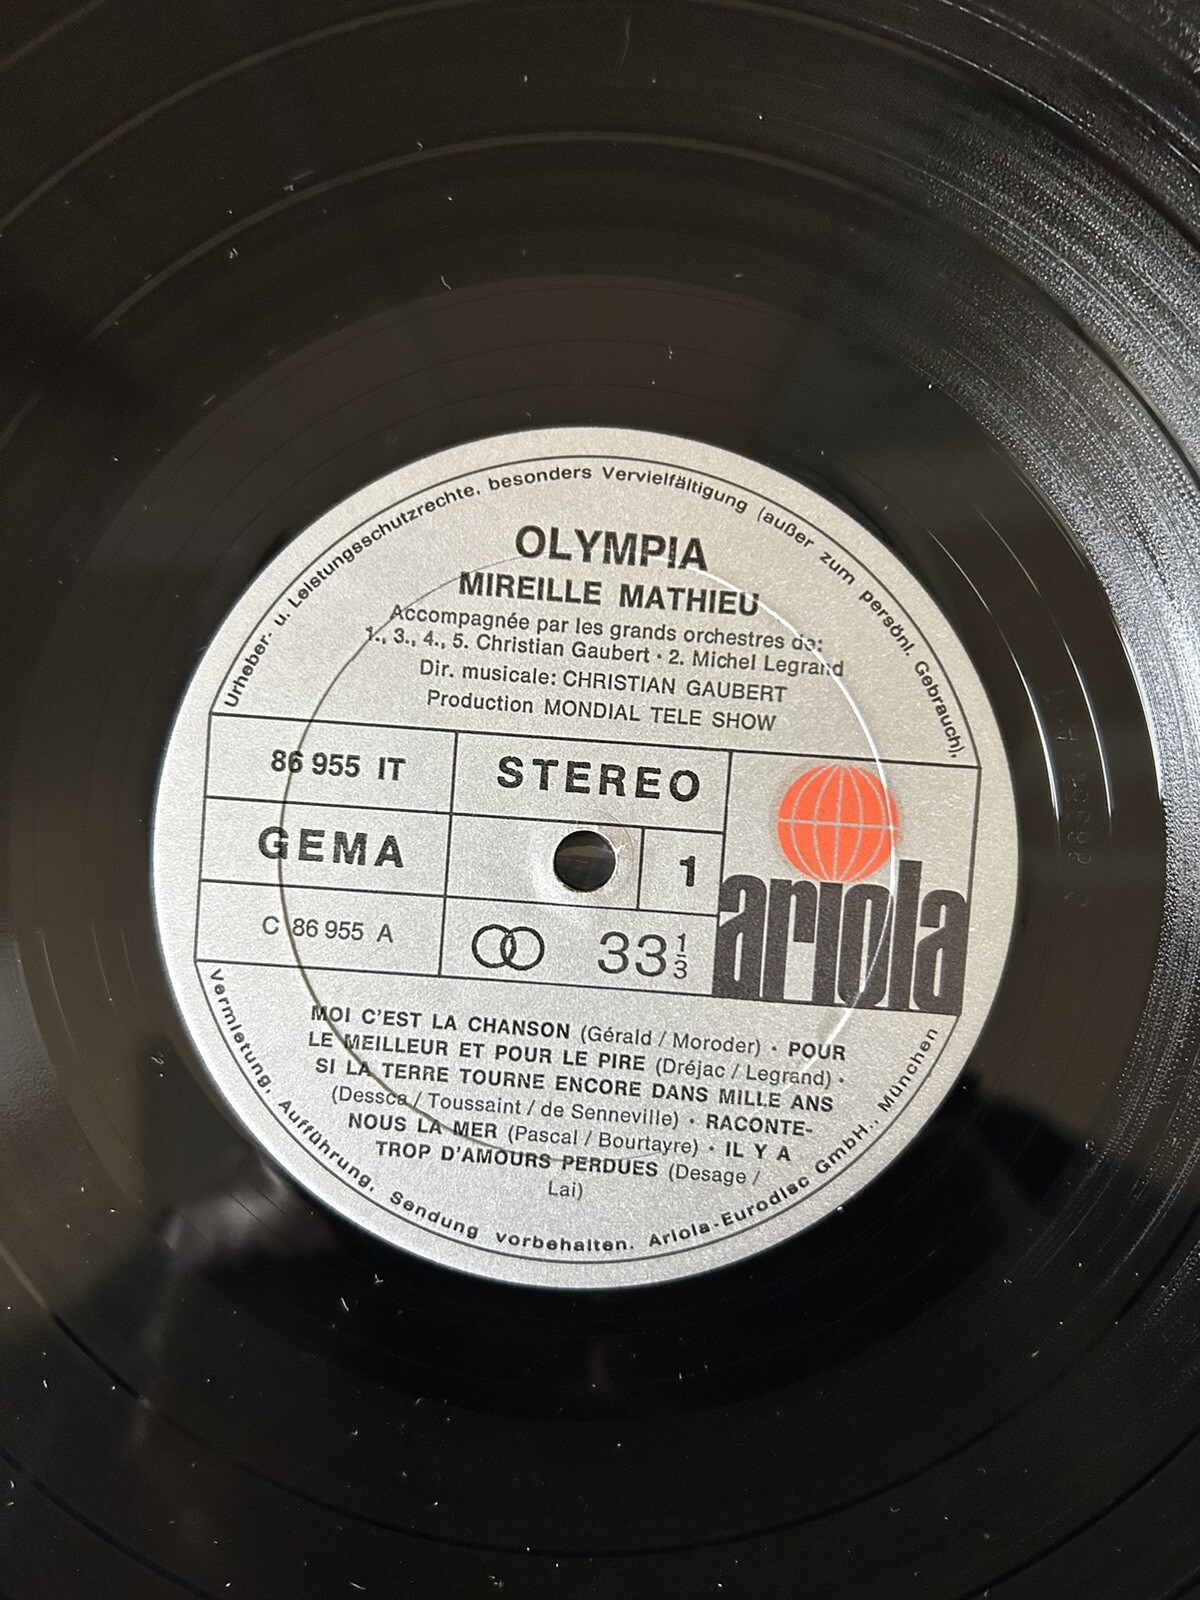 Urheber- u. Leistungsschutzrechte, besonders Vervielfältigung (außer zum persönl. Gebrauch),
OLYMPIA
MIREILLE MATHIEU
Accompagnée par les grands orchestres de:
1., 3., 4., 5. Christian Gaubert · 2. Michel Legrand
Dir. musicale: CHRISTIAN GAUBERT
Production MONDIAL TELE SHOW
86 955 IT
STEREO
GEMA
1
C 86 955 A
33 1/3
ariola
MOI C'EST LA CHANSON (Gérald / Moroder) · POUR
LE MEILLEUR ET POUR LE PIRE (Dréjac / Legrand) ·
SI LA TERRE TOURNE ENCORE DANS MILLE ANS
(Dessca / Toussaint / de Senneville) · RACONTE-
NOUS LA MER (Pascal / Bourtayre) · IL Y A
TROP D'AMOURS PERDUES (Desage /
Lai)
Vermietung, Aufführung, Sendung vorbehalten. Ariola-Eurodisc GmbH., München